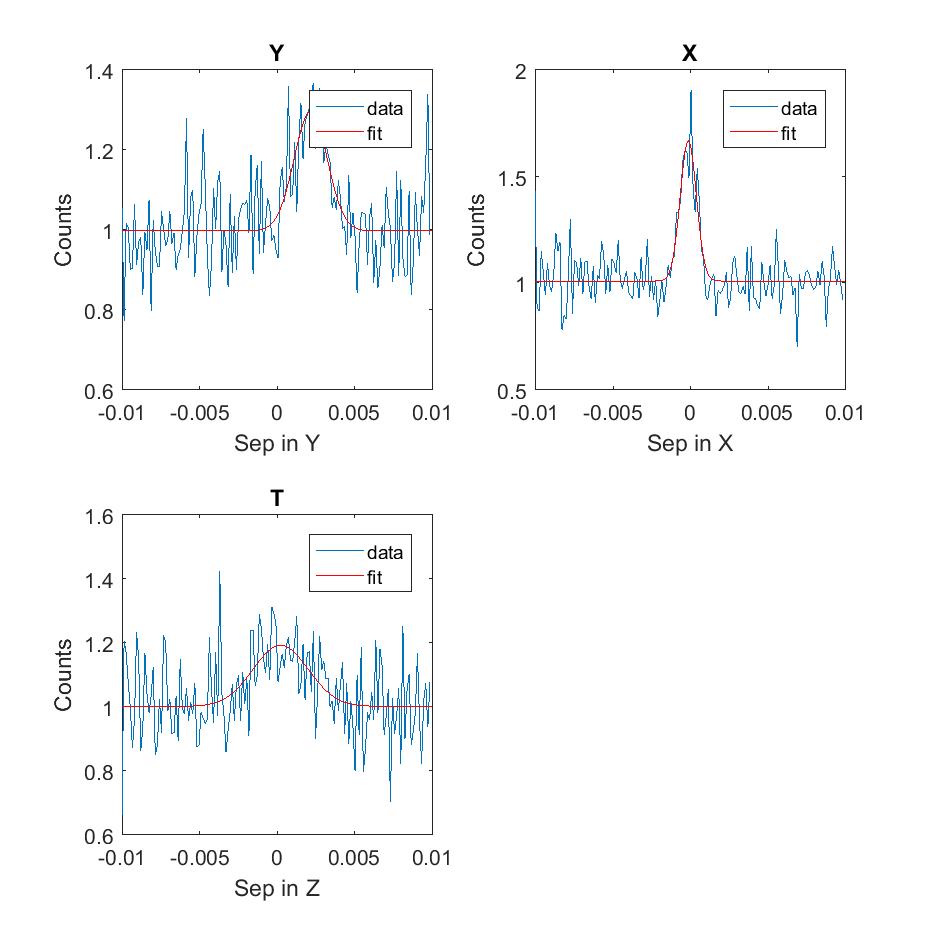 Y
1.4
1.2
1
0.8
0.6
Counts
data
fit
-0.01 -0.005 0 0.005 0.01
Sep in Y
X
2
1.5
1
0.5
Counts
data
fit
-0.01 -0.005 0 0.005 0.01
Sep in X
T
1.6
1.4
1.2
1
0.8
0.6
Counts
data
fit
-0.01 -0.005 0 0.005 0.01
Sep in Z